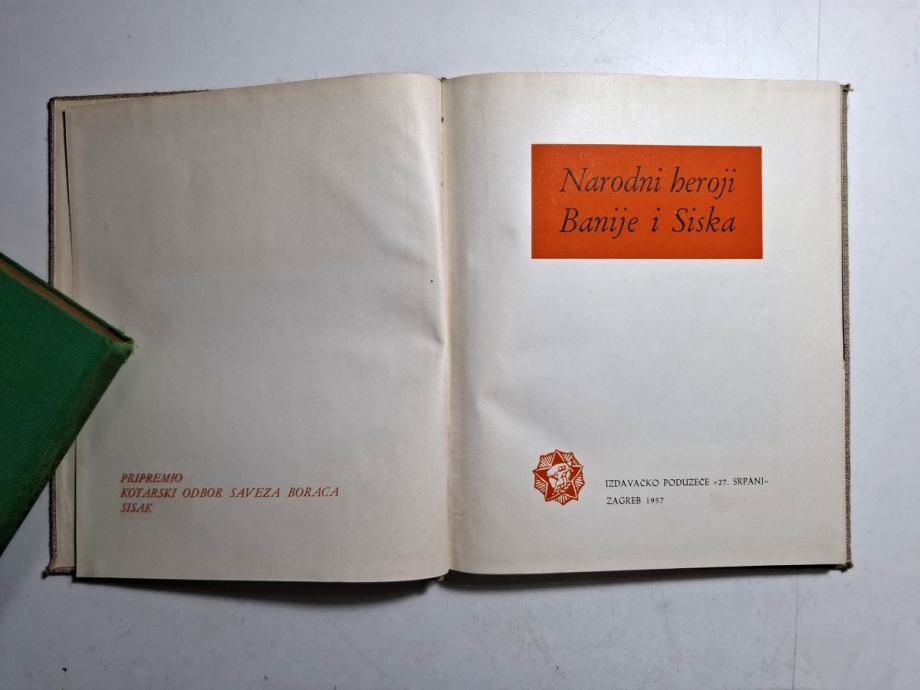 PRIPREMIO
KOTARSKI ODBOR SAVEZA BORACA
SISAK
Narodni heroji
Banije i Siska
IZDAVAČKO PODUZEĆE »27. SRPANJ«
ZAGREB 1957